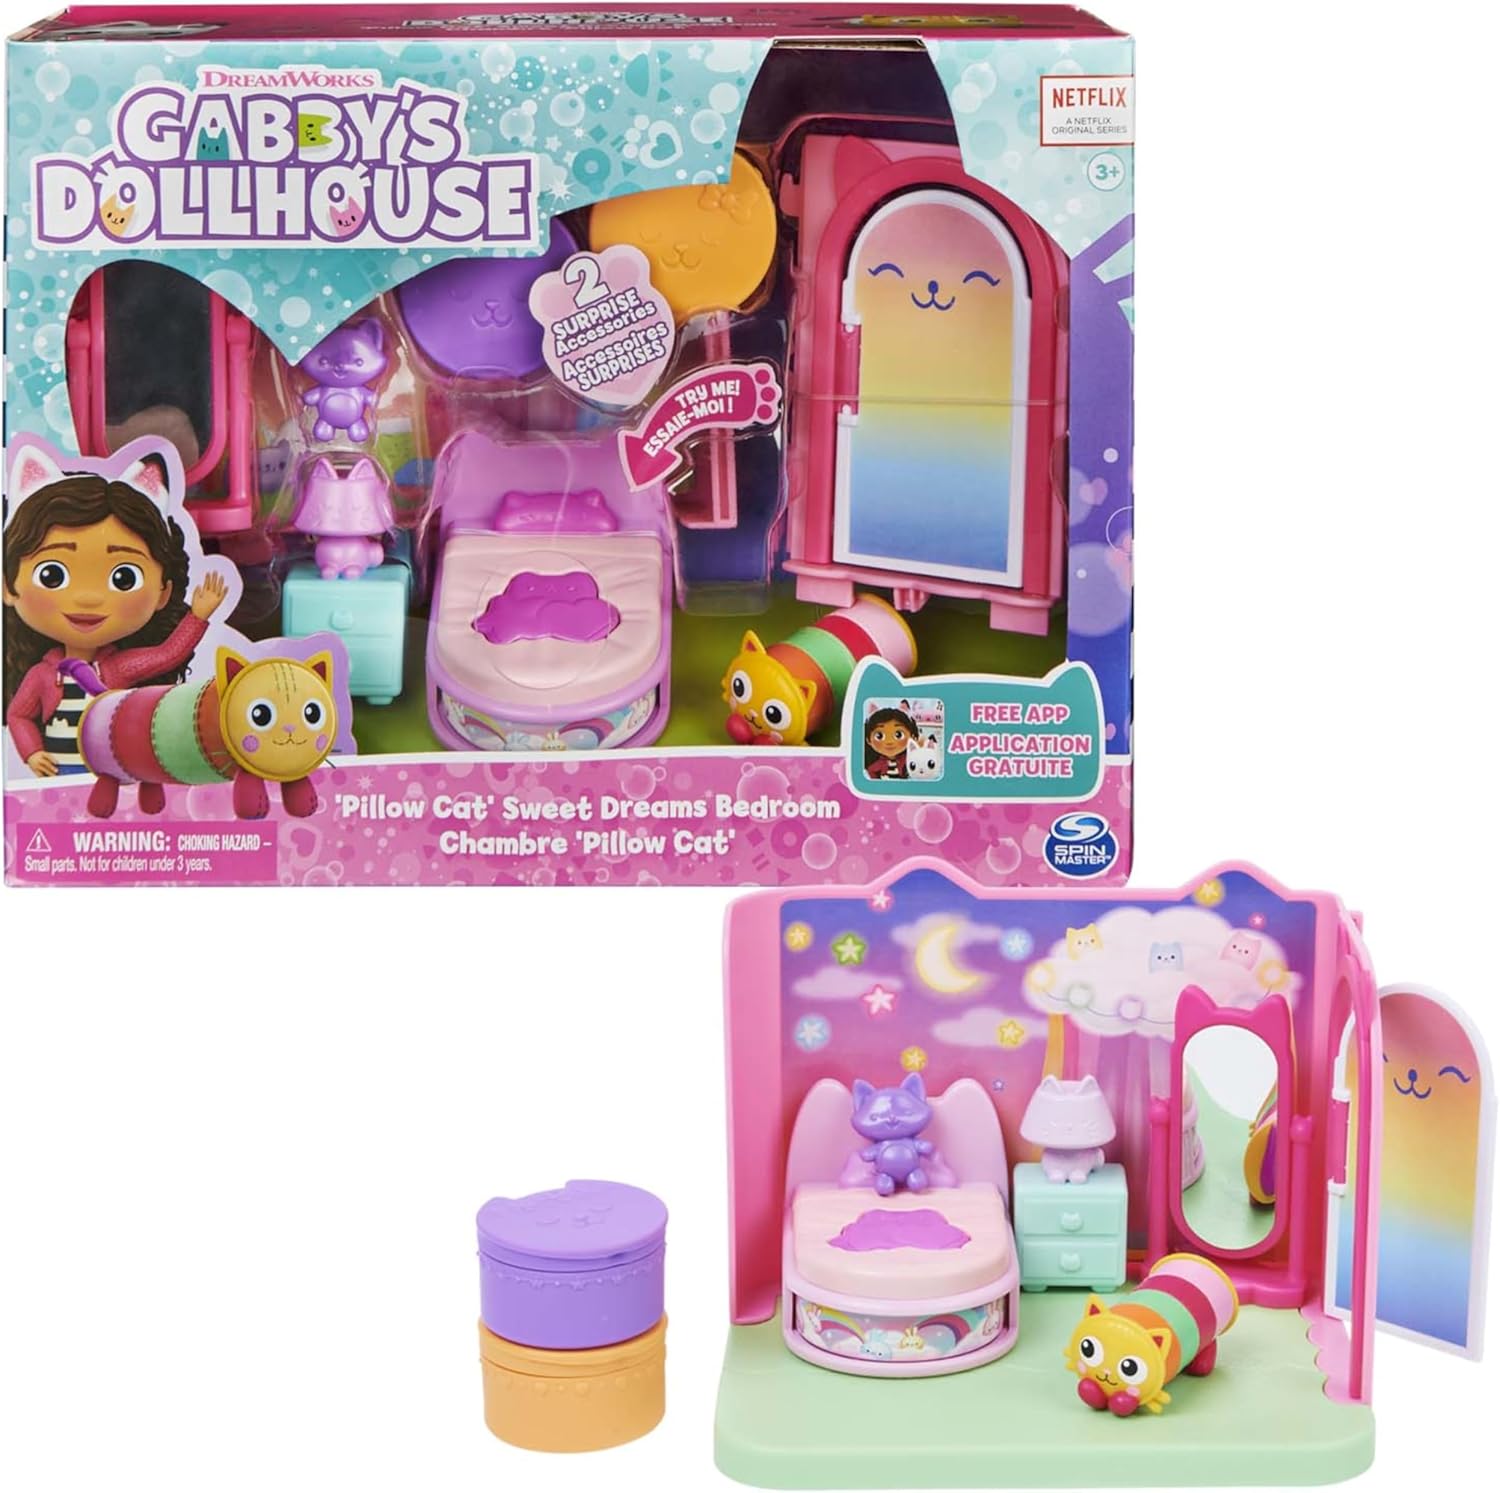 GABBY'S
DOLLHOUSE
DREAMWORKS
GABBY'S
DOLLHOUSE
NETFLIX
A NETFLIX
ORIGINAL SERIES
3+
2
SURPRISE
Accessories
Accessoires
SURPRISES
TRY ME!
ESSAIE-MOI !
FREE APP
APPLICATION
GRATUITE
'Pillow Cat' Sweet Dreams Bedroom
Chambre 'Pillow Cat'
WARNING: CHOKING HAZARD –
Small parts. Not for children under 3 years.
SPIN
MASTER